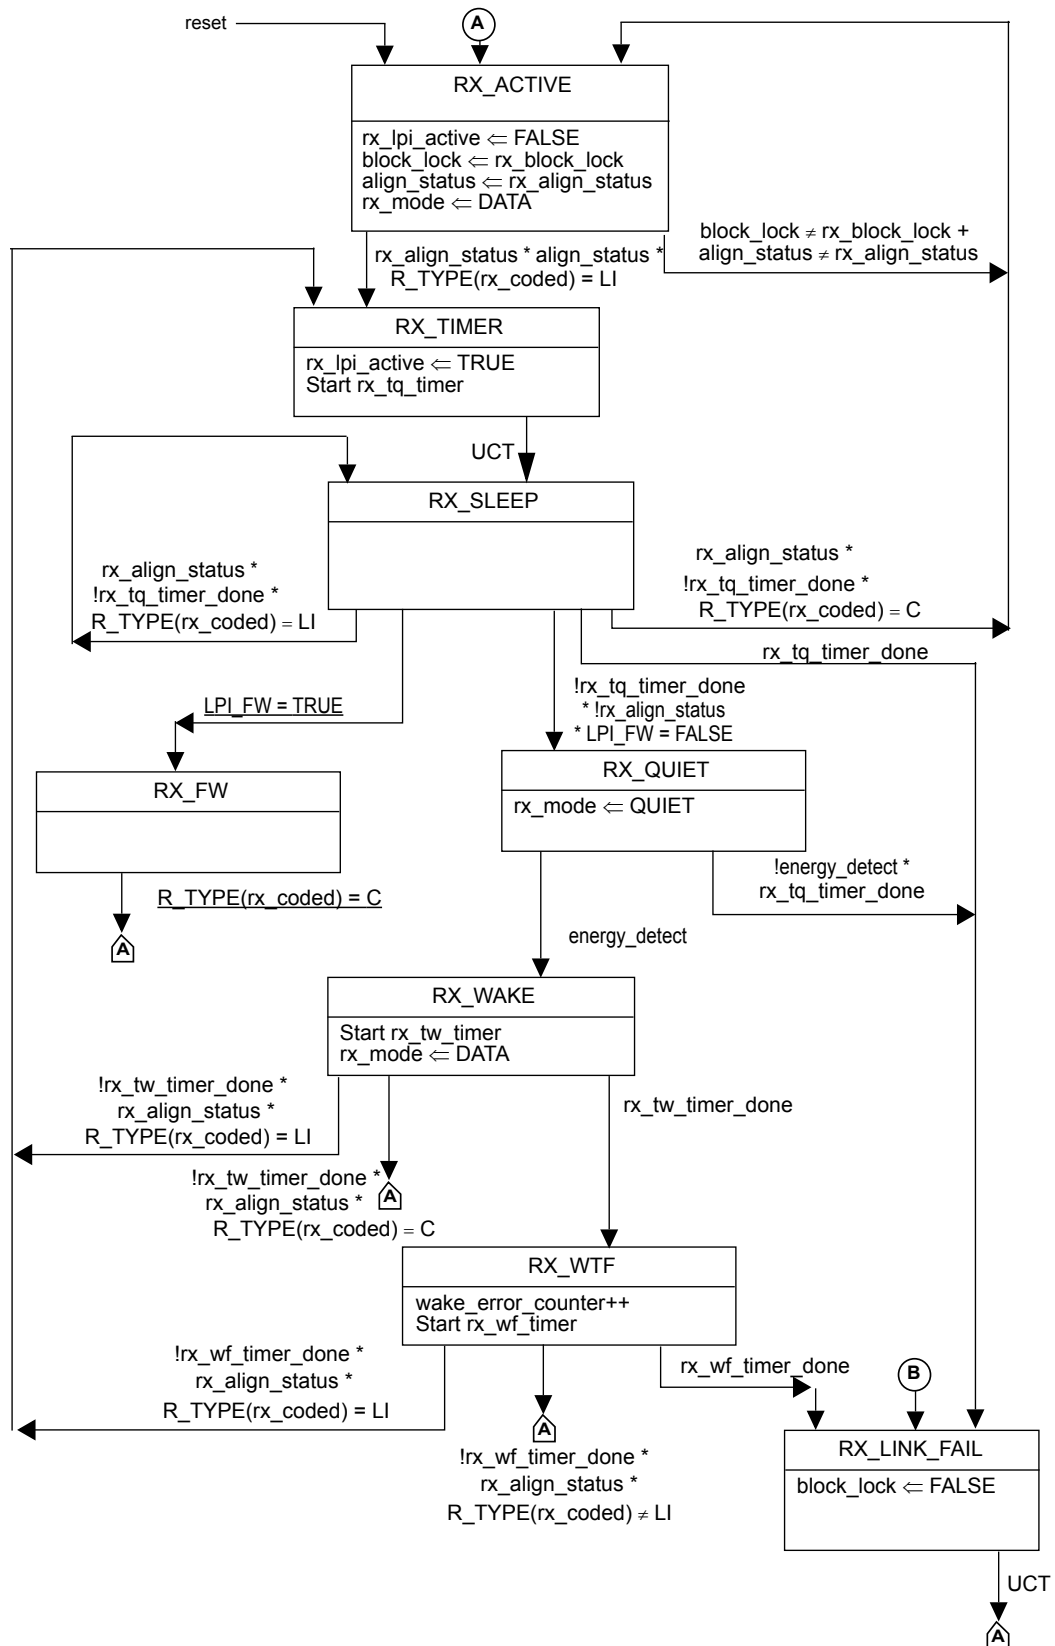 reset
A
RX_ACTIVE
rx_lpi_active ⇐ FALSE
block_lock ⇐ rx_block_lock
align_status ⇐ rx_align_status
rx_mode ⇐ DATA
block_lock ≠ rx_block_lock +
align_status ≠ rx_align_status
rx_align_status * align_status *
R_TYPE(rx_coded) = LI
RX_TIMER
rx_lpi_active ⇐ TRUE
Start rx_tq_timer
UCT
RX_SLEEP
rx_align_status *
!rx_tq_timer_done *
R_TYPE(rx_coded) = LI
rx_align_status *
!rx_tq_timer_done *
R_TYPE(rx_coded) = C
rx_tq_timer_done
LPI_FW = TRUE
!rx_tq_timer_done
* !rx_align_status
* LPI_FW = FALSE
RX_FW
RX_QUIET
rx_mode ⇐ QUIET
R_TYPE(rx_coded) = C
A
!energy_detect *
rx_tq_timer_done
energy_detect
RX_WAKE
Start rx_tw_timer
rx_mode ⇐ DATA
!rx_tw_timer_done *
rx_align_status *
R_TYPE(rx_coded) = LI
rx_tw_timer_done
!rx_tw_timer_done *
rx_align_status *
R_TYPE(rx_coded) = C
A
RX_WTF
wake_error_counter++
Start rx_wf_timer
!rx_wf_timer_done *
rx_align_status *
R_TYPE(rx_coded) = LI
rx_wf_timer_done
B
A
!rx_wf_timer_done *
rx_align_status *
R_TYPE(rx_coded) ≠ LI
RX_LINK_FAIL
block_lock ⇐ FALSE
UCT
A